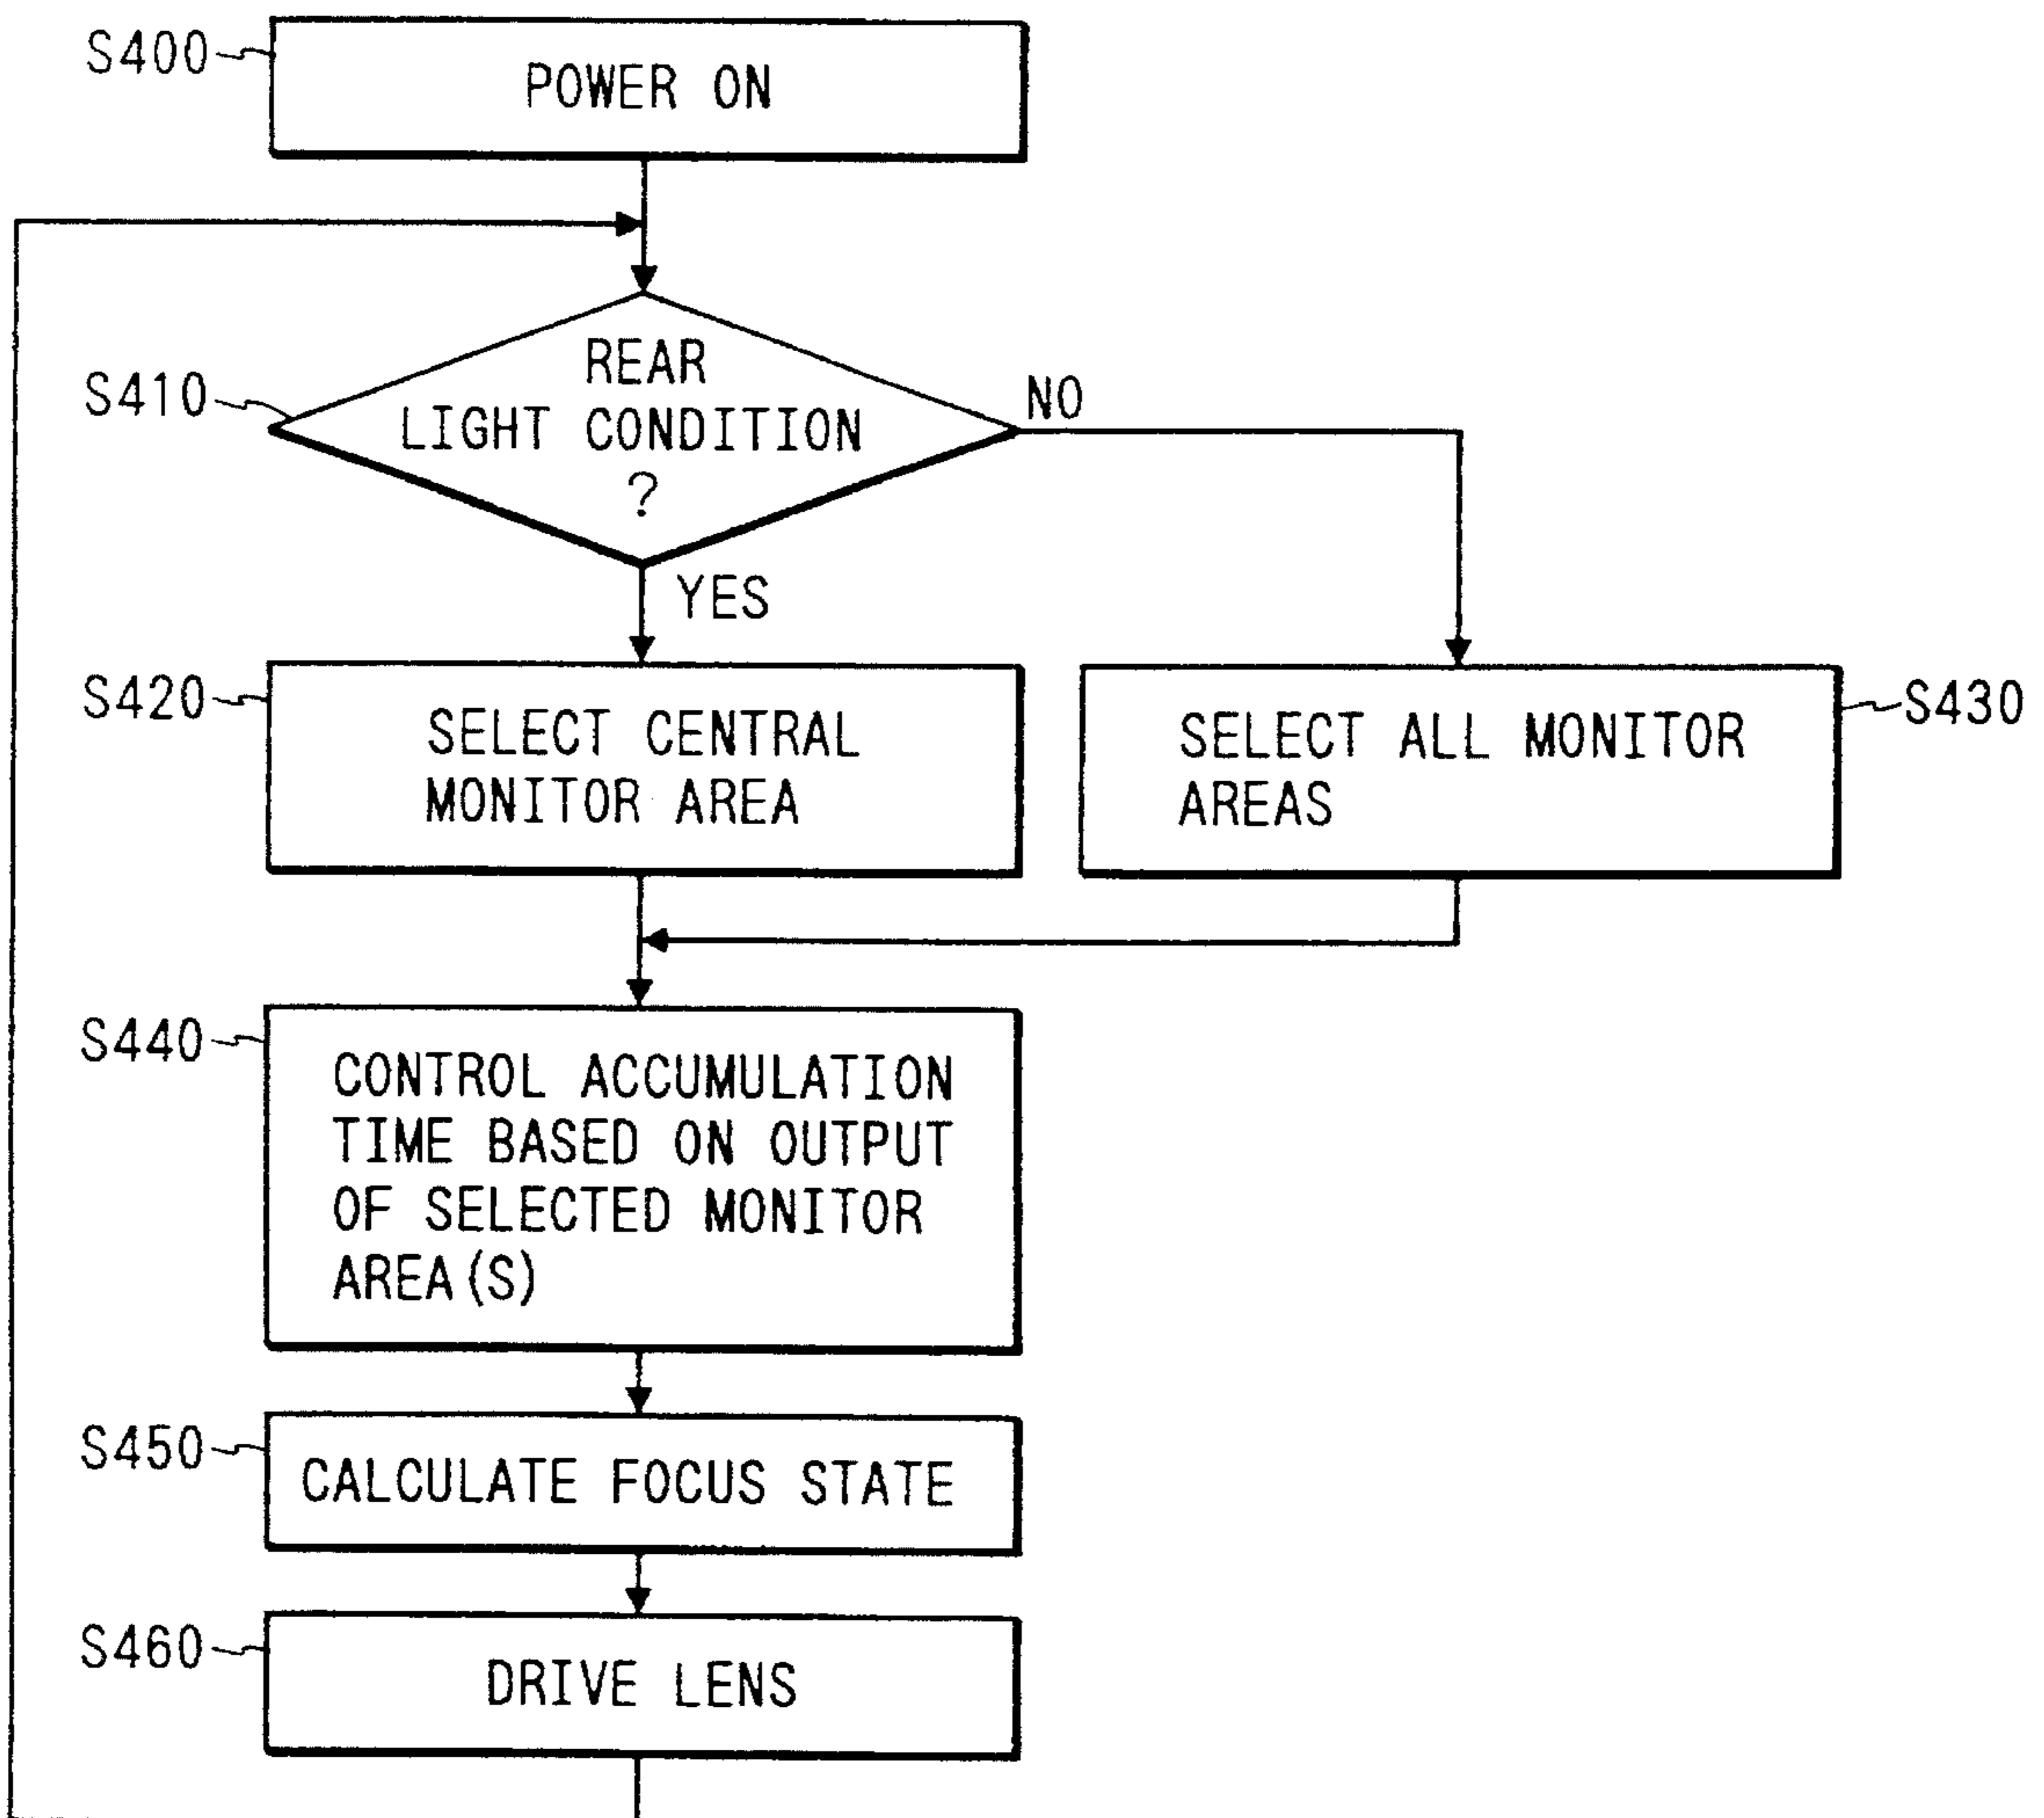 S400
POWER ON
S410
REAR
LIGHT CONDITION
?
NO
YES
S420
SELECT CENTRAL
MONITOR AREA
SELECT ALL MONITOR
AREAS
S430
S440
CONTROL ACCUMULATION
TIME BASED ON OUTPUT
OF SELECTED MONITOR
AREA(S)
S450
CALCULATE FOCUS STATE
S460
DRIVE LENS